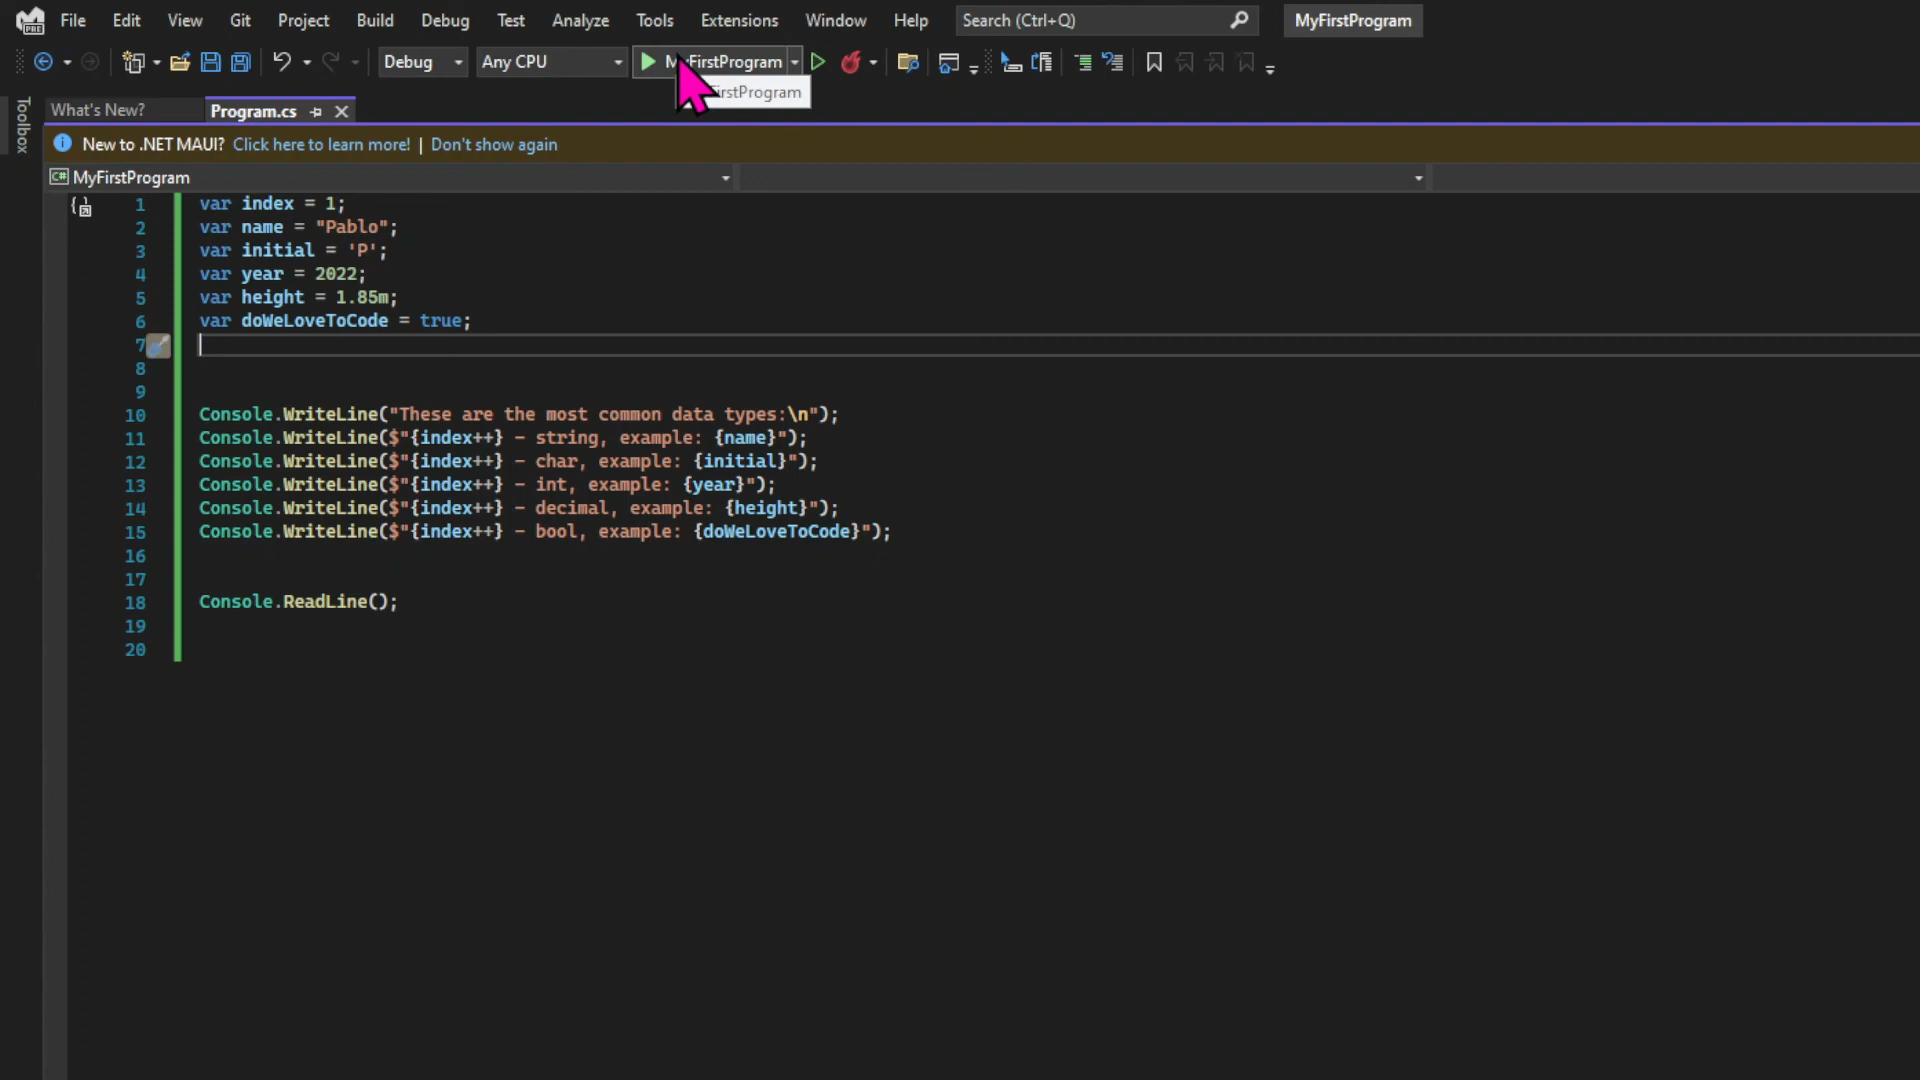 File Edit View Git Project Build Debug Test Analyze Tools Extensions Window Help Search (Ctrl+Q) MyFirstProgram
Debug Any CPU MyFirstProgram
FirstProgram
Toolbox
What's New? Program.cs
New to .NET MAUI? Click here to learn more! | Don't show again
C# MyFirstProgram
1 var index = 1;
2 var name = "Pablo";
3 var initial = 'P';
4 var year = 2022;
5 var height = 1.85m;
6 var doWeLoveToCode = true;
7
8
9
10 Console.WriteLine("These are the most common data types:\n");
11 Console.WriteLine($"{index++} - string, example: {name}");
12 Console.WriteLine($"{index++} - char, example: {initial}");
13 Console.WriteLine($"{index++} - int, example: {year}");
14 Console.WriteLine($"{index++} - decimal, example: {height}");
15 Console.WriteLine($"{index++} - bool, example: {doWeLoveToCode}");
16
17
18 Console.ReadLine();
19
20